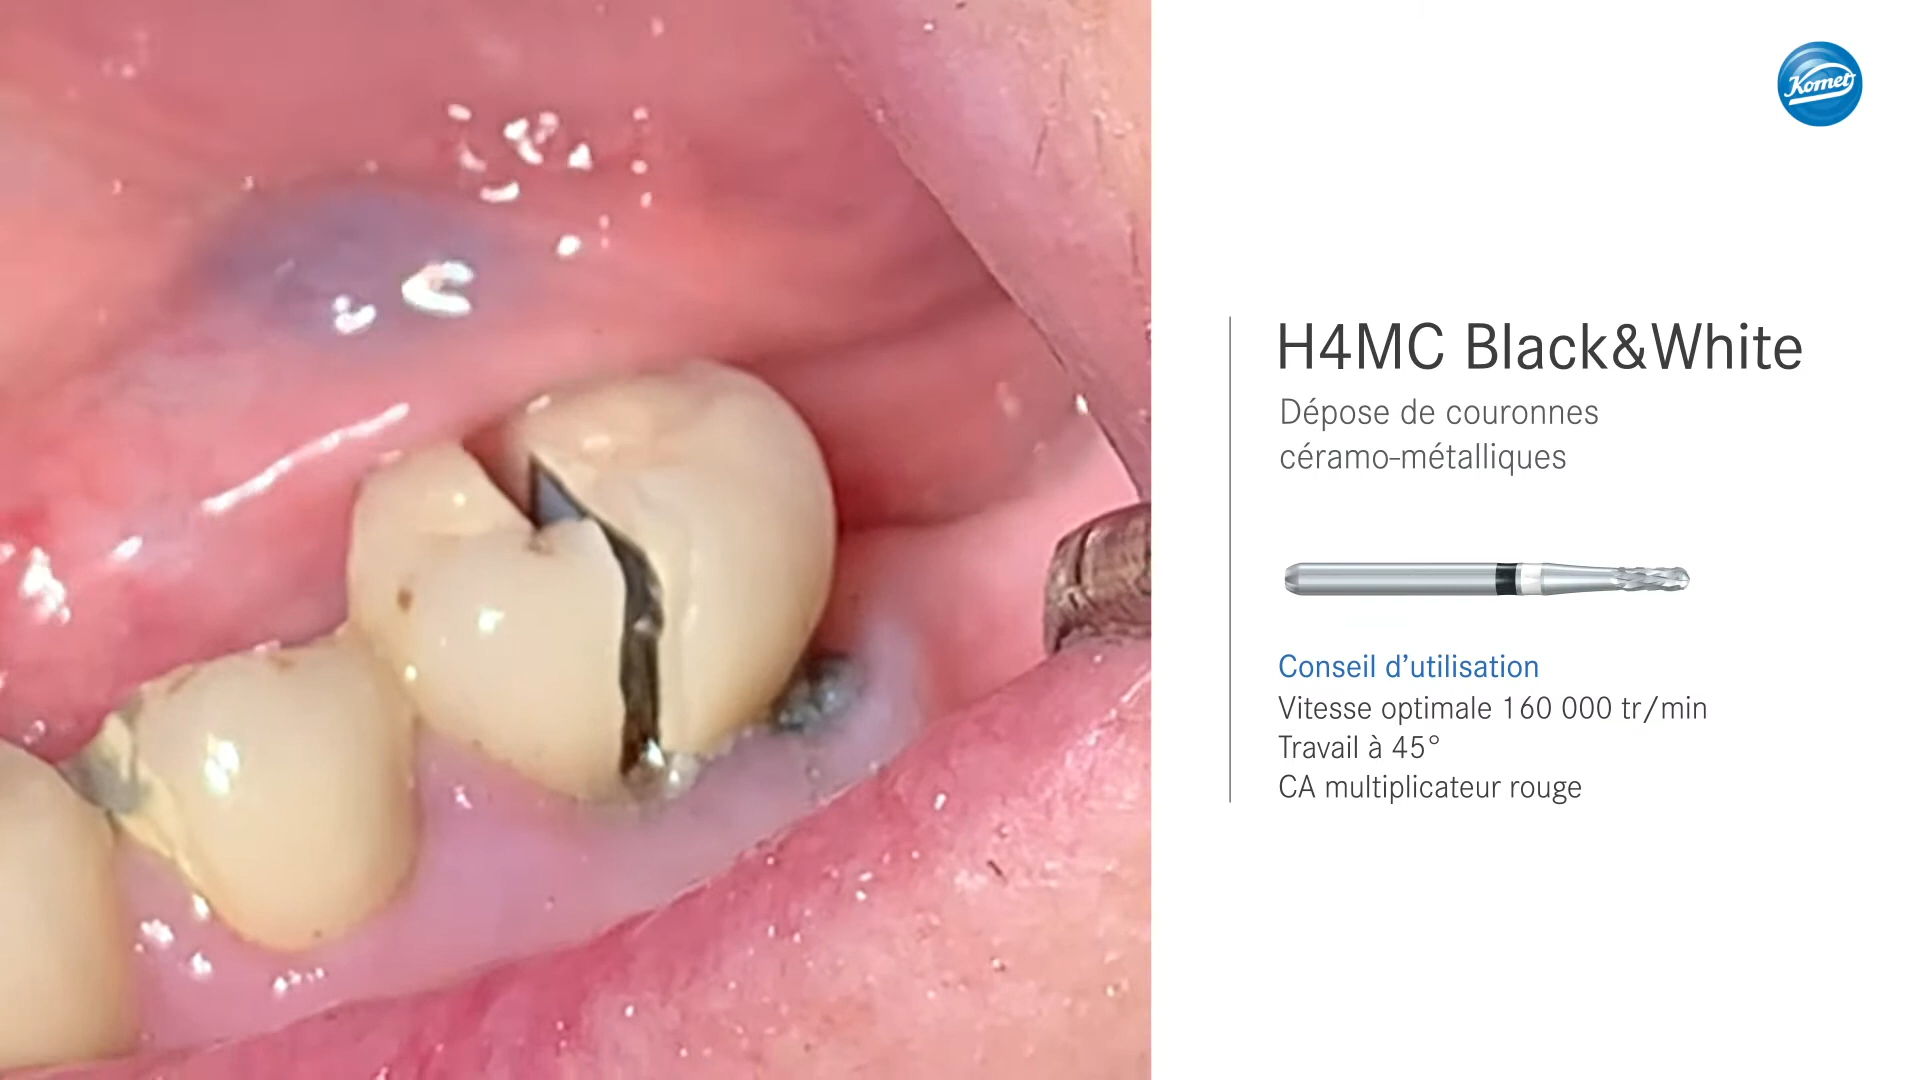 Komet
H4MC Black&White
Dépose de couronnes
céramo-métalliques
Conseil d'utilisation
Vitesse optimale 160 000 tr/min
Travail à 45°
CA multiplicateur rouge